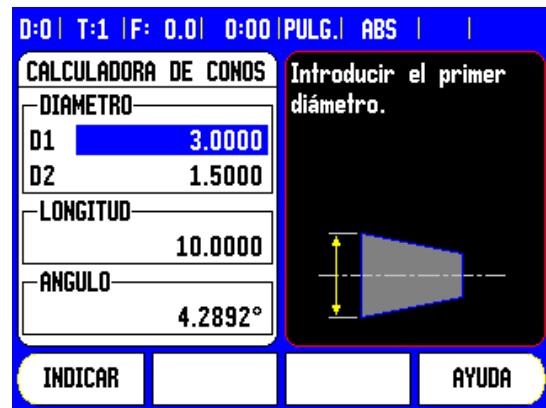 D:0 | T:1 | F: 0.0 | 0:00 | PULG. | ABS | |
CALCULADORA DE CONOS
DIAMETRO
D1 3.0000
D2 1.5000
LONGITUD
10.0000
ANGULO
4.2892°
Introducir el primer
diámetro.
INDICAR
AYUDA